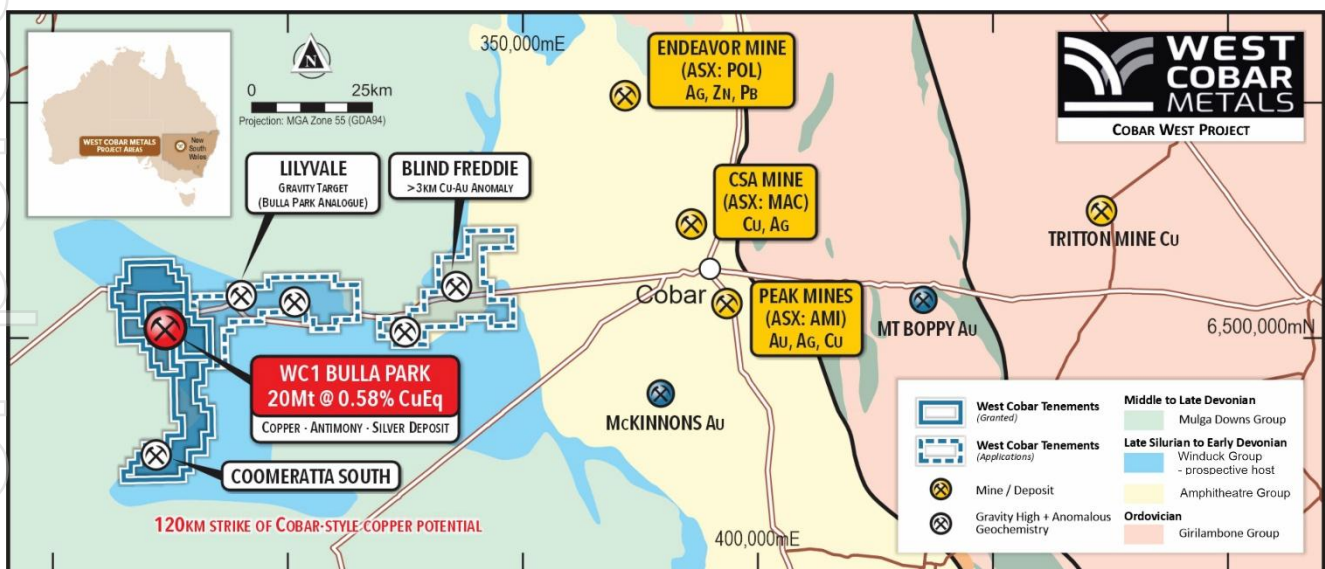 350,000mE
N
0 25km
Projection: MGA Zone 55 (GDA94)
WEST COBAR METALS
PROJECT AREAS
New
South
Wales
ENDEAVOR MINE
(ASX: POL)
AG, ZN, PB
WEST
COBAR
METALS
COBAR WEST PROJECT
LILYVALE
GRAVITY TARGET
(BULLA PARK ANALOGUE)
BLIND FREDDIE
>3KM CU-AU ANOMALY
CSA MINE
(ASX: MAC)
CU, AG
TRITTON MINE CU
Cobar
PEAK MINES
(ASX: AMI)
AU, AG, CU
MT BOPPY AU
6,500,000mN
WC1 BULLA PARK
20Mt @ 0.58% CuEq
COPPER · ANTIMONY · SILVER DEPOSIT
MCKINNONS AU
COOMERATTA SOUTH
120KM STRIKE OF COBAR-STYLE COPPER POTENTIAL
400,000mE
West Cobar Tenements
(Granted)
West Cobar Tenements
(Applications)
Mine / Deposit
Gravity High + Anomalous
Geochemistry
Middle to Late Devonian
Mulga Downs Group
Late Silurian to Early Devonian
Winduck Group
- prospective host
Amphitheatre Group
Ordovician
Girilambone Group